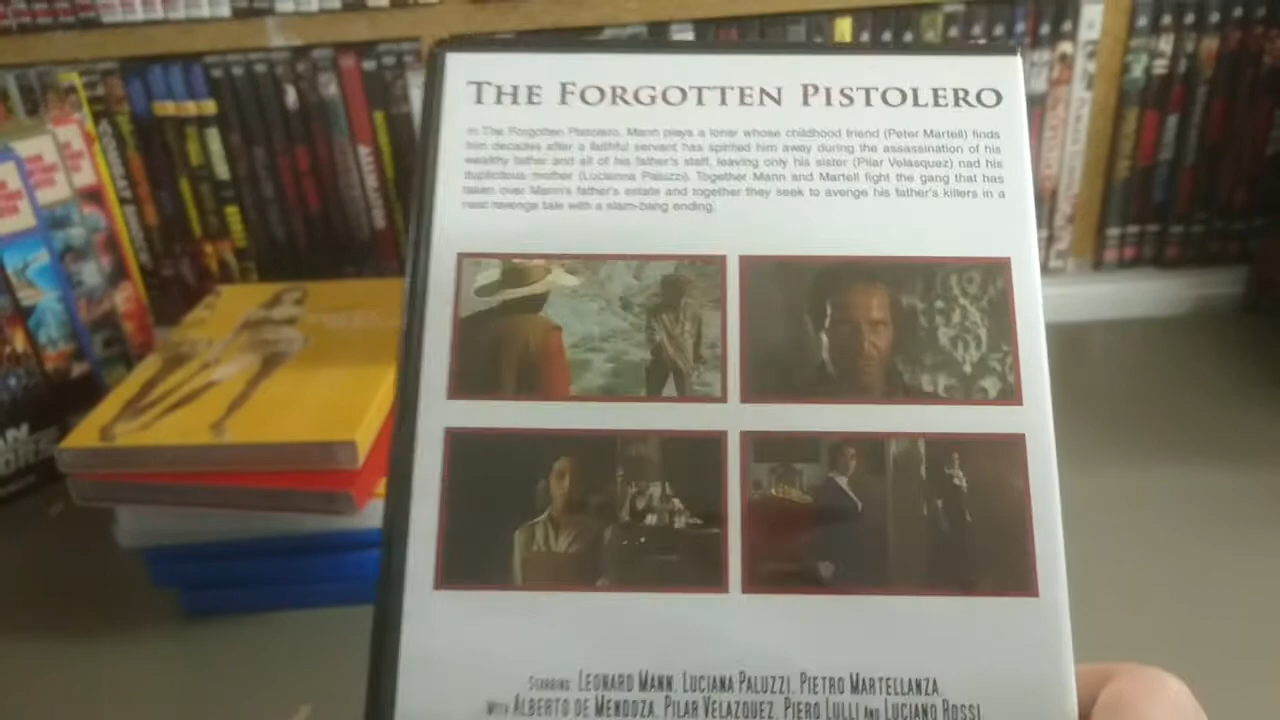 THE FORGOTTEN PISTOLERO
In The Forgotten Pistolero, Mann plays a loner whose childhood friend (Peter Martell) finds
him decades after a faithful servant has spirited him away during the assassination of his
wealthy father and all of his father's staff, leaving only his sister (Pilar Velasquez) nad his
duplicitous mother (Lucianna Paluzzi). Together Mann and Martell fight the gang that has
taken over Mann's father's estate and together they seek to avenge his father's killers in a
neat revenge tale with a slam-bang ending.
STARRING LEONARD MANN, LUCIANA PALUZZI, PIETRO MARTELLANZA,
WITH ALBERTO DE MENDOZA, PILAR VELAZQUEZ, PIERO LULLI AND LUCIANO ROSSI.